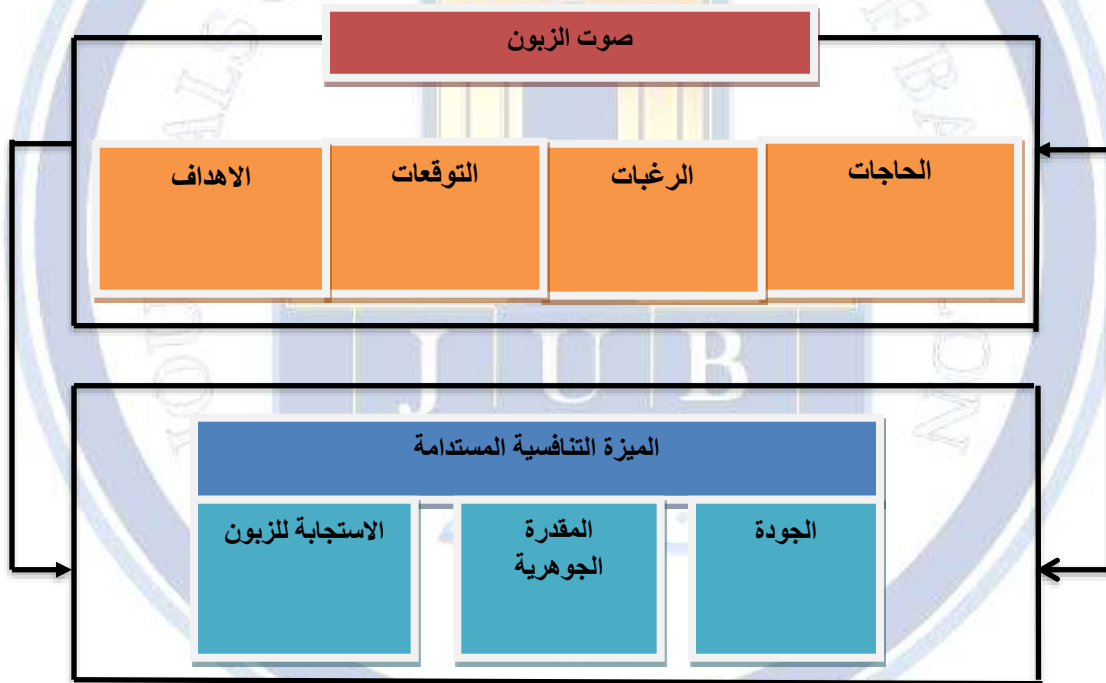 صوت الزبون
الحاجات
الرغبات
التوقعات
الاهداف
J U B
الميزة التنافسية المستدامة
الجودة
المقدرة
الجوهرية
الاستجابة للزبون